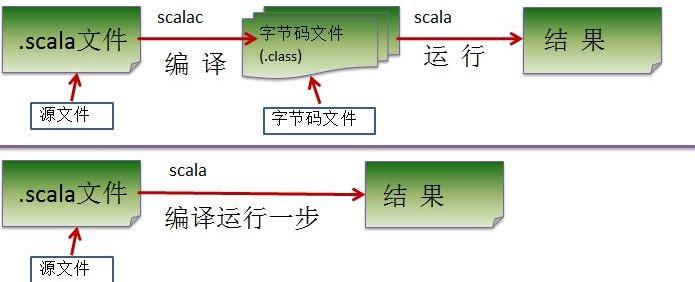 scalac
scala
.scala文件
字节码文件
(.class)
结 果
编 译
运 行
源文件
字节码文件
scala
.scala文件
结 果
编译运行一步
源文件